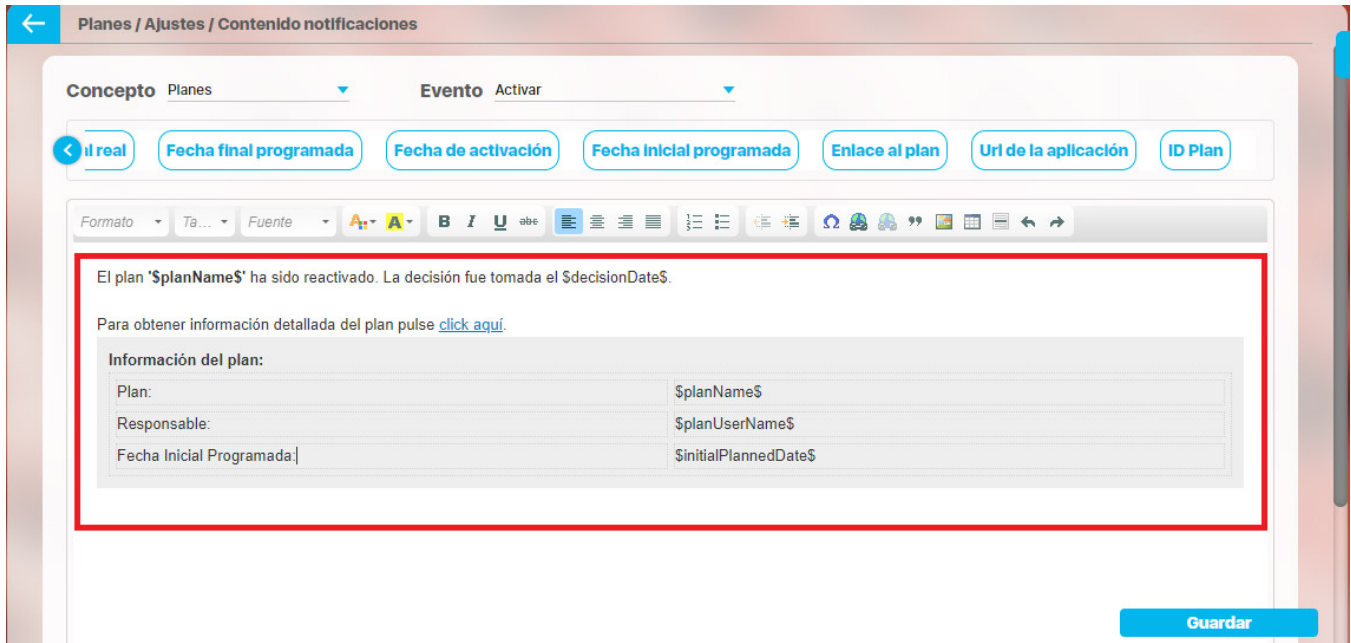 Planes / Ajustes / Contenido notificaciones
Concepto Planes Evento Activar
al real Fecha final programada Fecha de activación Fecha inicial programada Enlace al plan Url de la aplicación ID Plan
Formato Ta... Fuente A A B I U abc Ω
El plan '$planName$' ha sido reactivado. La decisión fue tomada el $decisionDate$.
Para obtener información detallada del plan pulse click aquí.
Información del plan:
Plan: $planName$
Responsable: $planUserName$
Fecha Inicial Programada: $initialPlannedDate$
Guardar